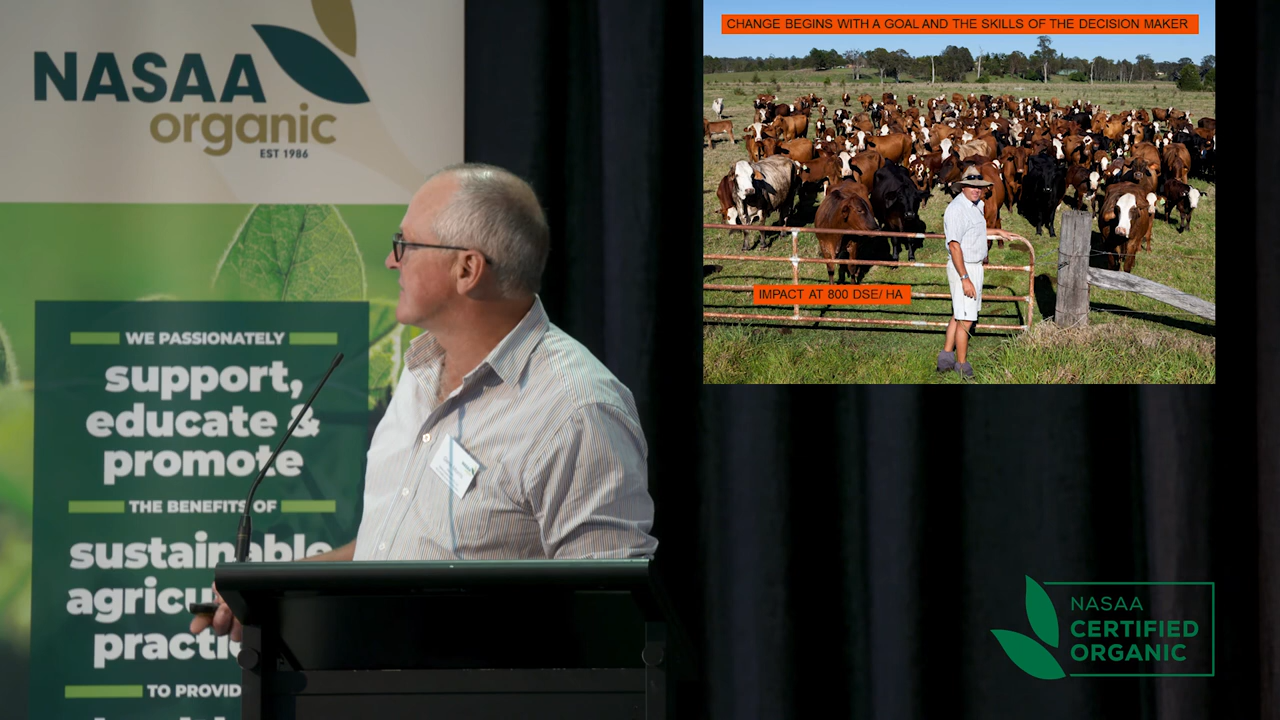 NASAA
organic
EST 1986
WE PASSIONATELY
support,
educate &
promote
THE BENEFITS OF
sustainable
agricu
practic
TO PROVID
CHANGE BEGINS WITH A GOAL AND THE SKILLS OF THE DECISION MAKER
IMPACT AT 800 DSE/ HA
NASAA
CERTIFIED
ORGANIC